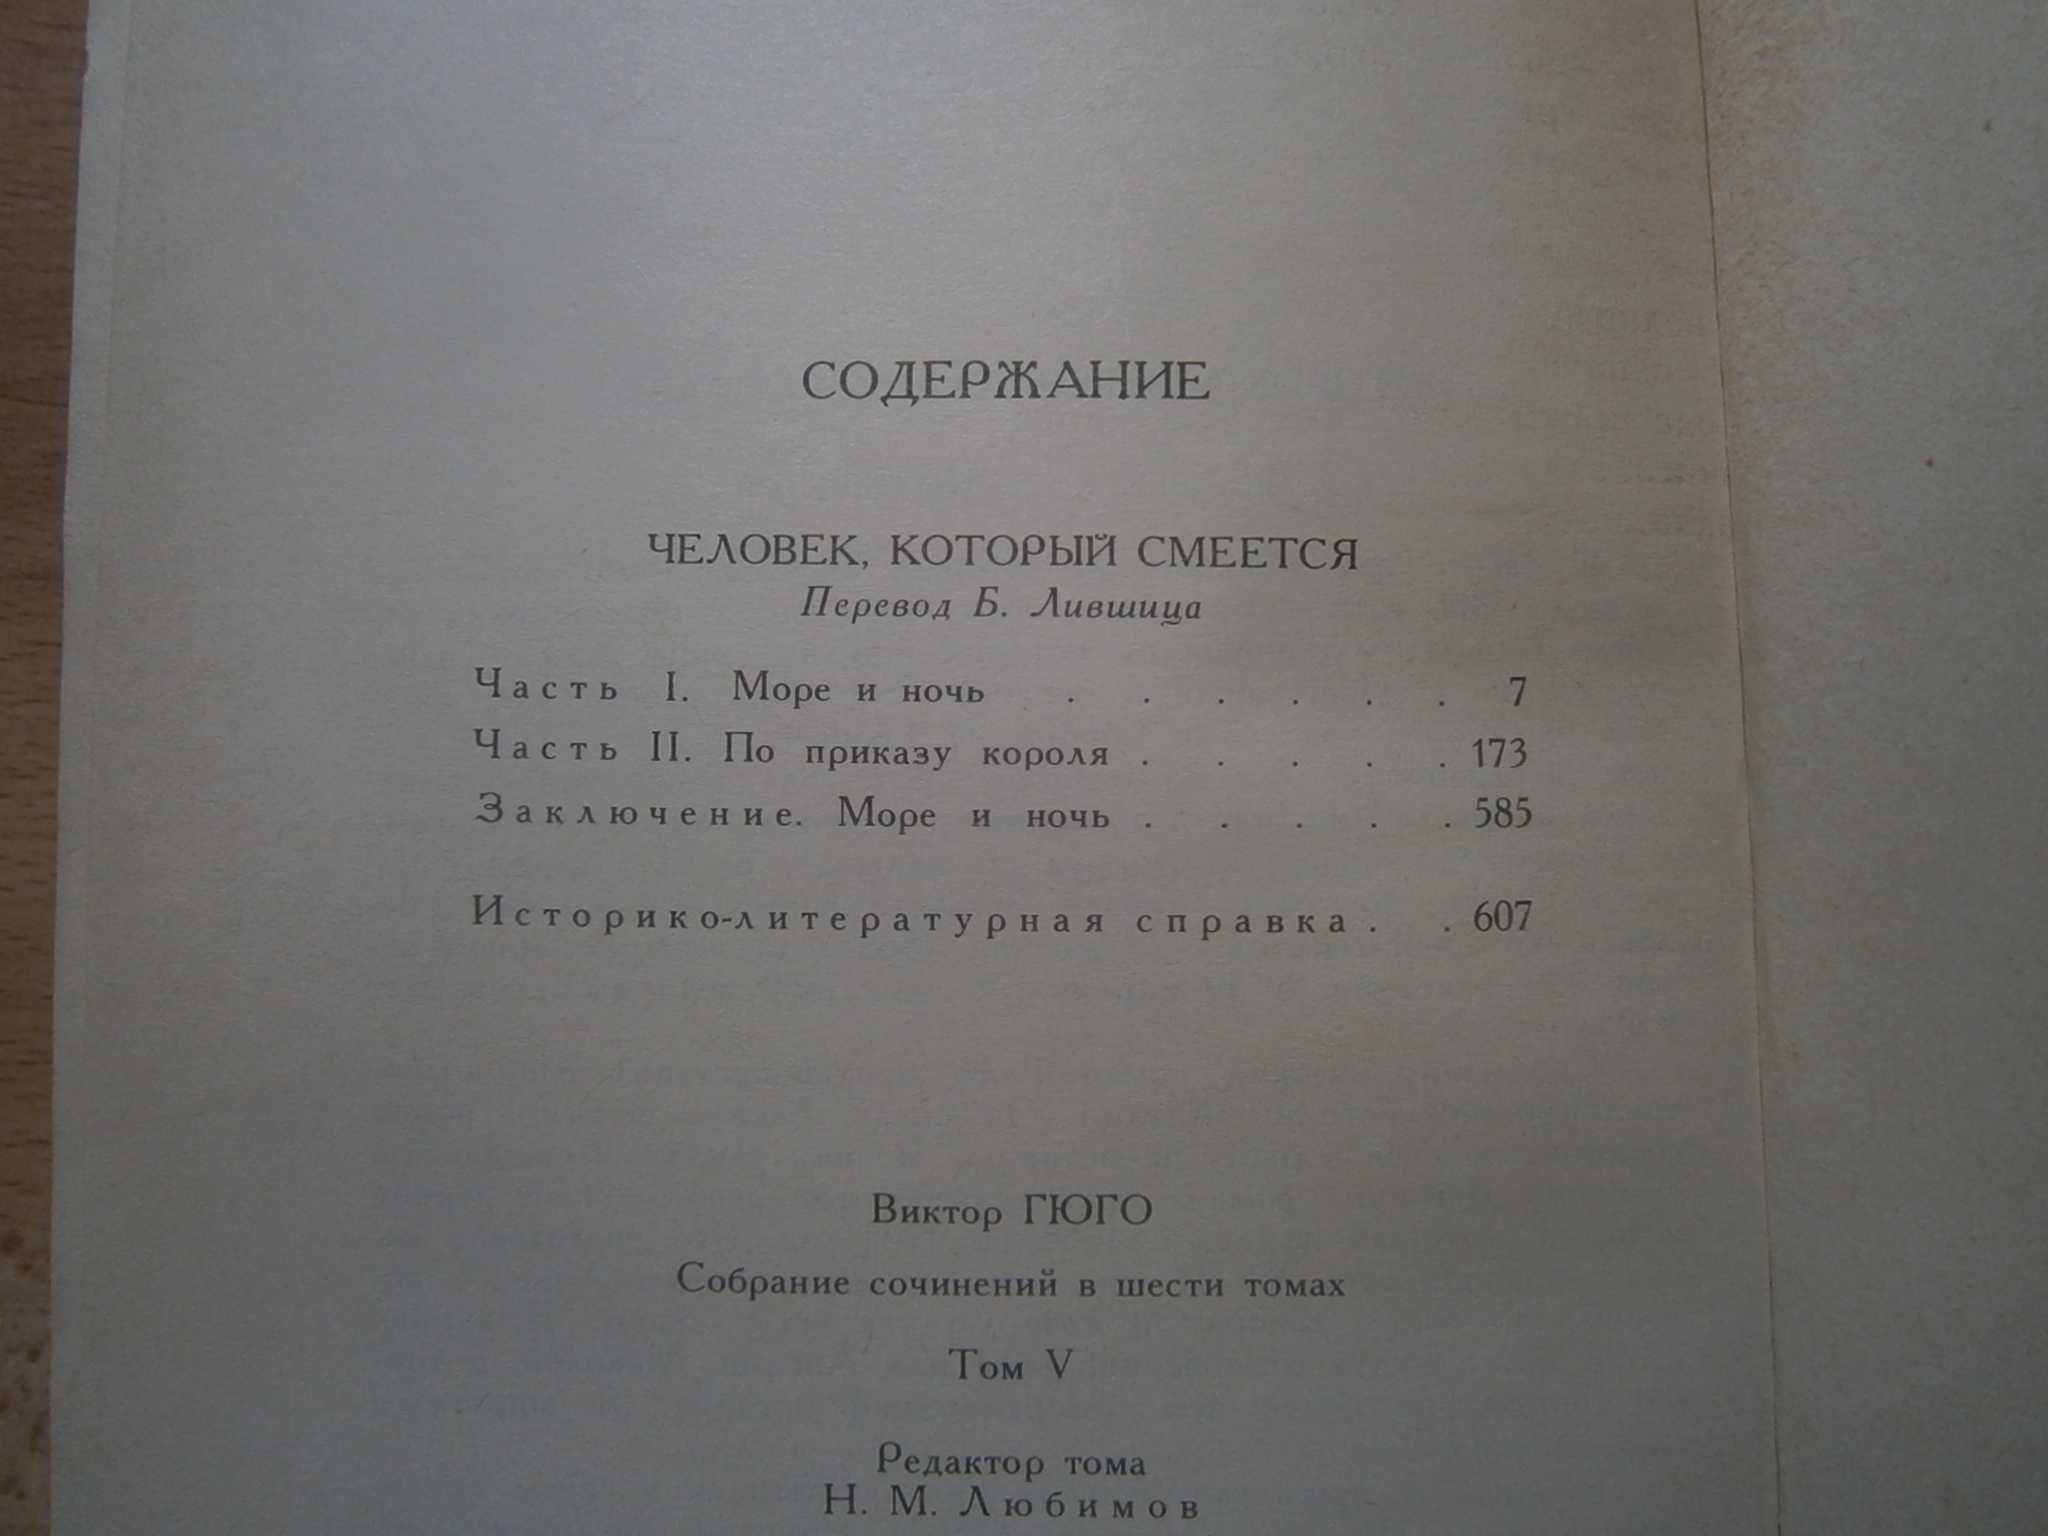 СОДЕРЖАНИЕ
ЧЕЛОВЕК, КОТОРЫЙ СМЕЕТСЯ
Перевод Б. Лившица
Часть I. Море и ночь . . . . . . 7
Часть II. По приказу короля . . . . . 173
Заключение. Море и ночь . . . . . 585
Историко-литературная справка . . 607
Виктор ГЮГО
Собрание сочинений в шести томах
Том V
Редактор тома
Н. М. Любимов